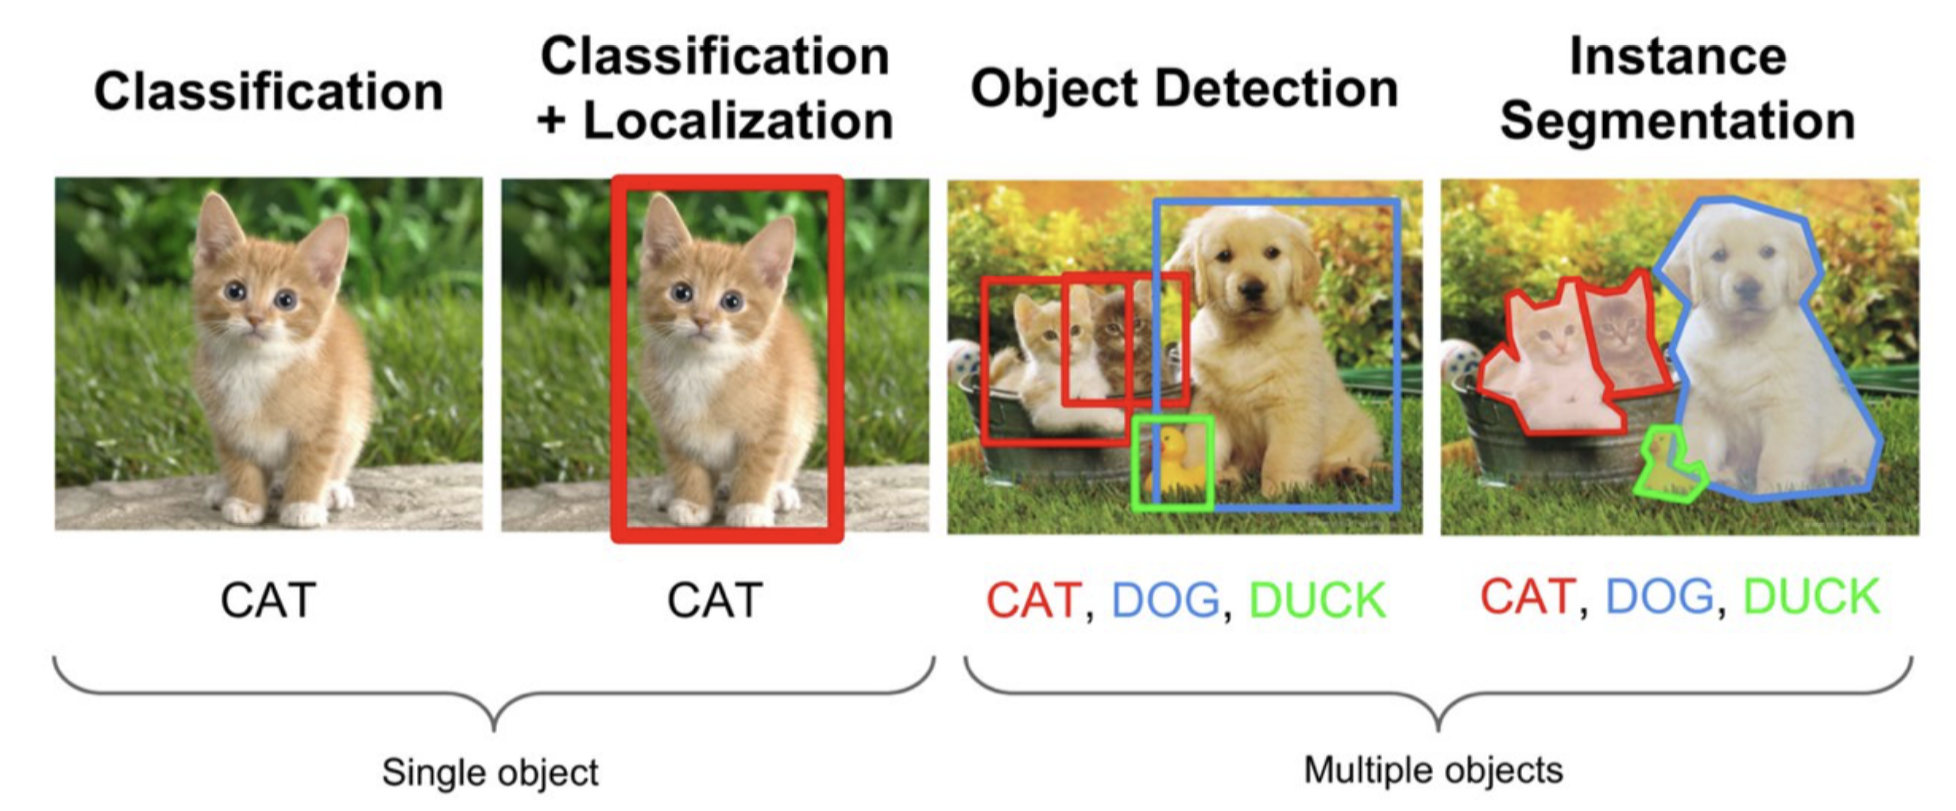 Classification
Classification
+ Localization
Object Detection
Instance
Segmentation
CAT
CAT
CAT, DOG, DUCK
CAT, DOG, DUCK
Single object
Multiple objects